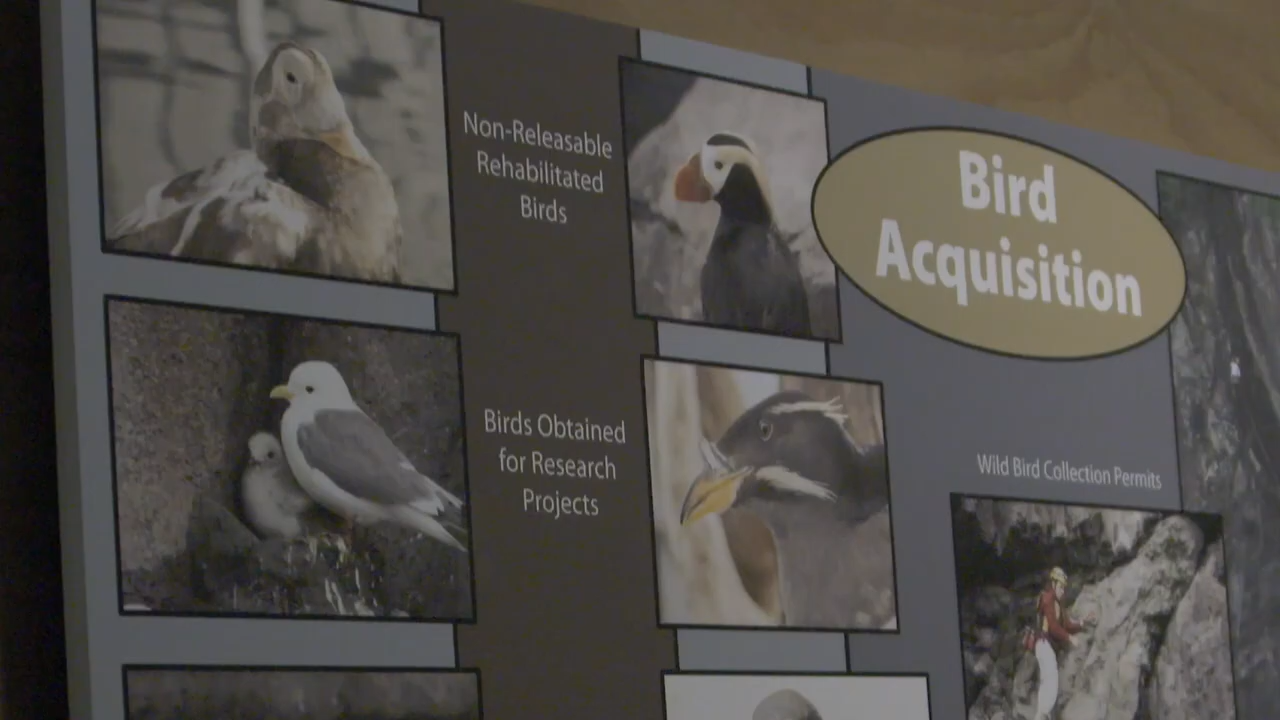 Non-Releasable
Rehabilitated
Birds
Bird
Acquisition
Birds Obtained
for Research
Projects
Wild Bird Collection Permits